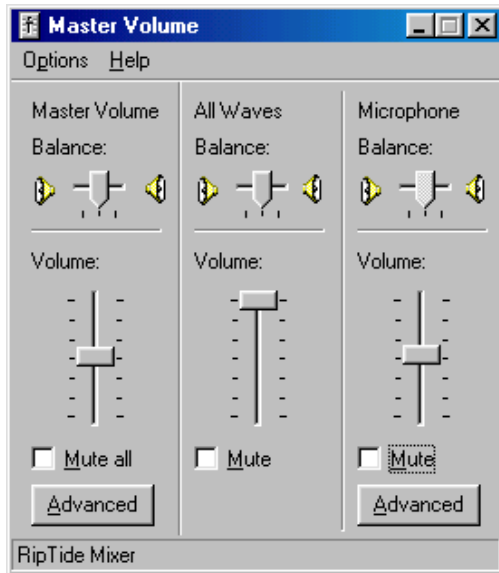 Master Volume
Options Help
Master Volume
Balance:
Volume:
Mute all
Advanced
All Waves
Balance:
Volume:
Mute
Microphone
Balance:
Volume:
Mute
Advanced
RipTide Mixer